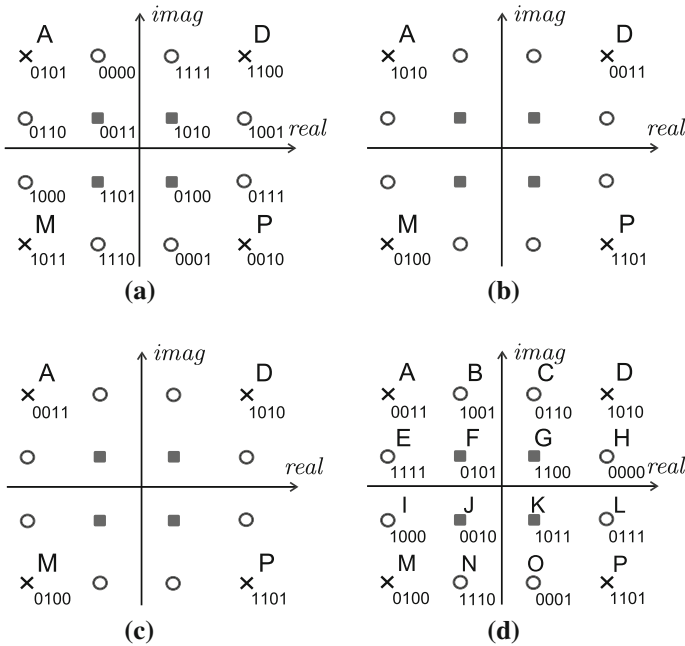 imag
A D
0101 0000 1111 1100
real
0110 0011 1010 1001
1000 1101 0100 0111
M P
1011 1110 0001 0010
(a)
imag
A D
1010 0011
real
M P
0100 1101
(b)
imag
A D
0011 1010
real
M P
0100 1101
(c)
imag
A B C D
0011 1001 0110 1010
E F G H
real
1111 0101 1100 0000
I J K L
1000 0010 1011 0111
M N O P
0100 1110 0001 1101
(d)